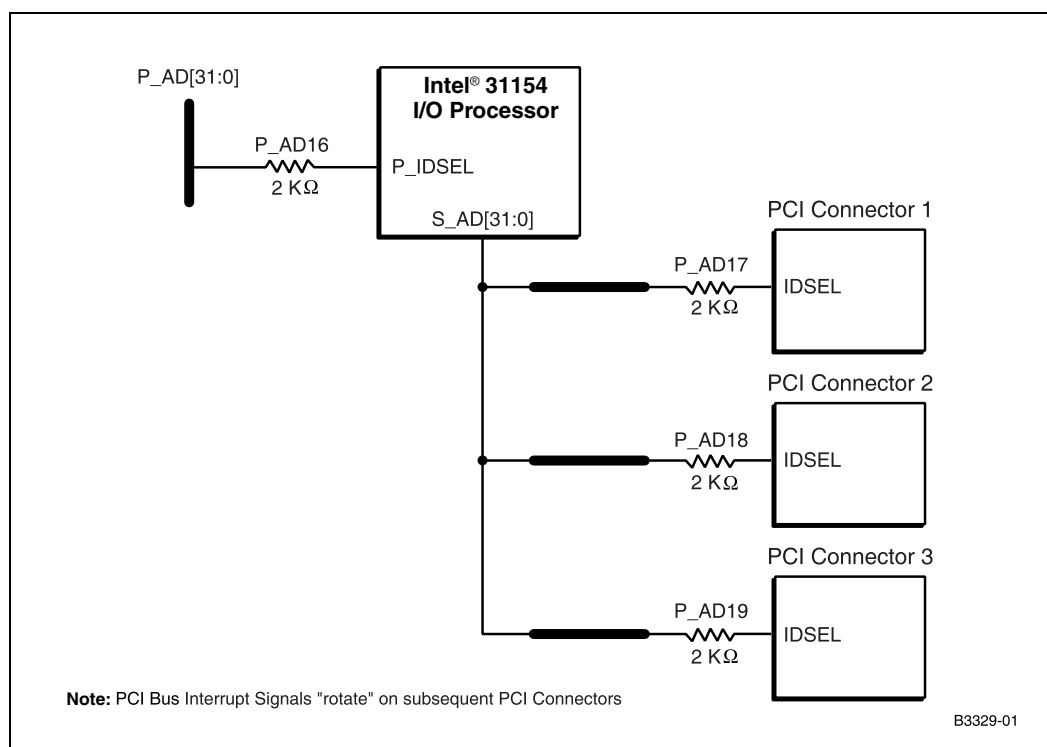 P_AD[31:0]
Intel® 31154
I/O Processor
P_AD16
2 KΩ
P_IDSEL
S_AD[31:0]
PCI Connector 1
P_AD17
2 KΩ
IDSEL
PCI Connector 2
P_AD18
2 KΩ
IDSEL
PCI Connector 3
P_AD19
2 KΩ
IDSEL
Note: PCI Bus Interrupt Signals "rotate" on subsequent PCI Connectors
B3329-01